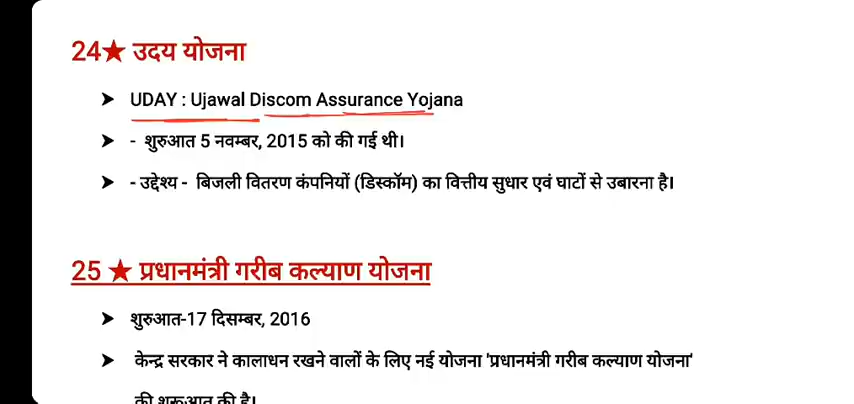 24★ उदय योजना
➤ UDAY : Ujawal Discom Assurance Yojana
➤ - शुरुआत 5 नवम्बर, 2015 को की गई थी।
➤ - उद्देश्य - बिजली वितरण कंपनियों (डिस्कॉम) का वित्तीय सुधार एवं घाटों से उबारना है।
25 ★ प्रधानमंत्री गरीब कल्याण योजना
➤ शुरुआत-17 दिसम्बर, 2016
➤ केन्द्र सरकार ने कालाधन रखने वालों के लिए नई योजना 'प्रधानमंत्री गरीब कल्याण योजना'
की शुरूआत की है।